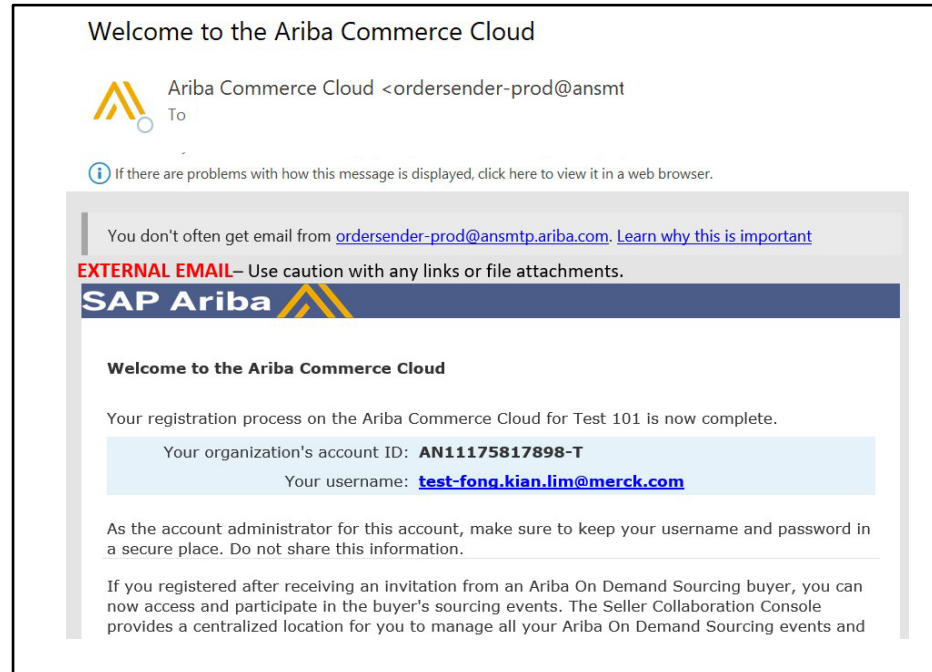 Welcome to the Ariba Commerce Cloud
Ariba Commerce Cloud <ordersender-prod@ansmt
To
If there are problems with how this message is displayed, click here to view it in a web browser.
You don't often get email from ordersender-prod@ansmtp.ariba.com. Learn why this is important
EXTERNAL EMAIL– Use caution with any links or file attachments.
SAP Ariba
Welcome to the Ariba Commerce Cloud
Your registration process on the Ariba Commerce Cloud for Test 101 is now complete.
Your organization's account ID: AN11175817898-T
Your username: test-fong.kian.lim@merck.com
As the account administrator for this account, make sure to keep your username and password in
a secure place. Do not share this information.
If you registered after receiving an invitation from an Ariba On Demand Sourcing buyer, you can
now access and participate in the buyer's sourcing events. The Seller Collaboration Console
provides a centralized location for you to manage all your Ariba On Demand Sourcing events and